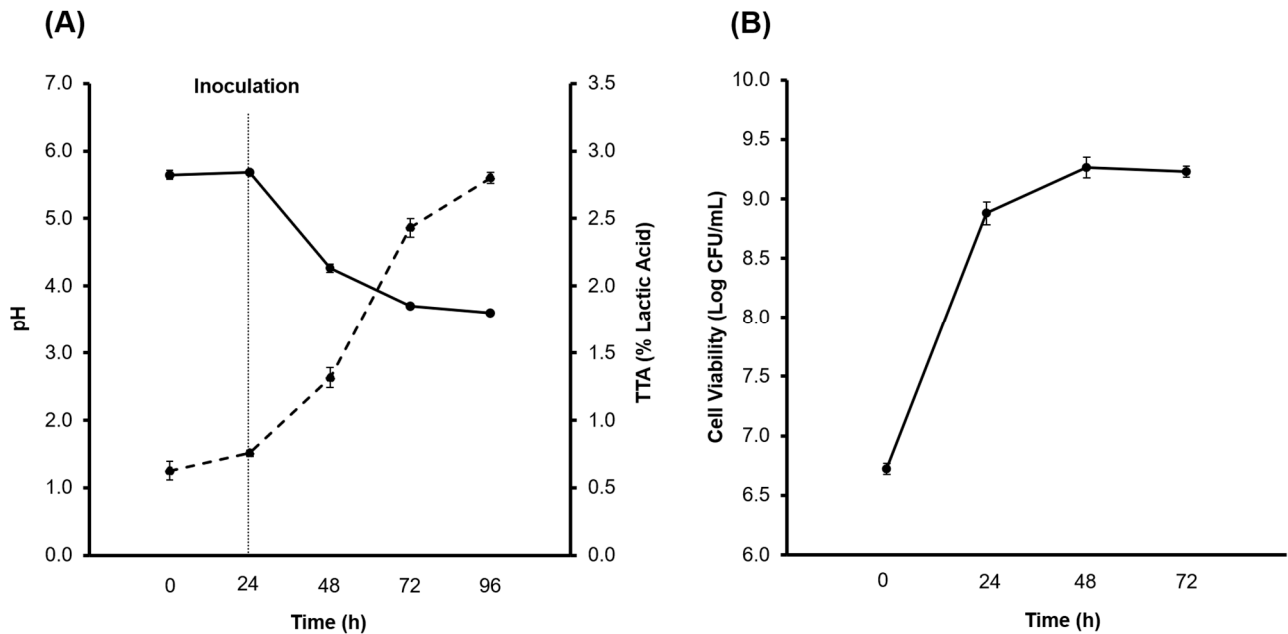 (A)
Inoculation
7.0
6.0
5.0
4.0
3.0
2.0
1.0
0.0
pH
3.5
3.0
2.5
2.0
1.5
1.0
0.5
0.0
TTA (% Lactic Acid)
0 24 48 72 96
Time (h)
(B)
10.0
9.5
9.0
8.5
8.0
7.5
7.0
6.5
6.0
Cell Viability (Log CFU/mL)
0 24 48 72
Time (h)